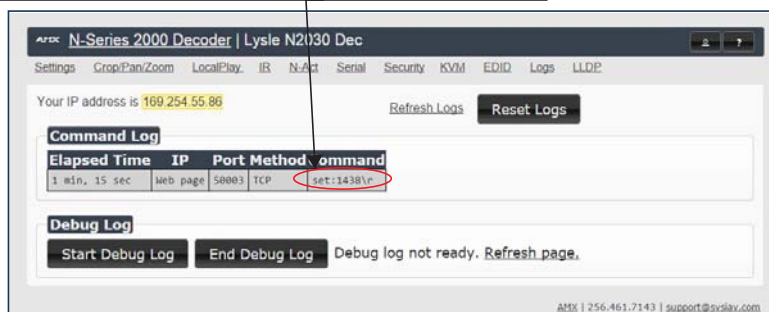 AMX N-Series 2000 Decoder | Lysle N2030 Dec ?
Settings Crop/Pan/Zoom LocalPlay IR N-Act Serial Security KVM EDID Logs LLDP
Your IP address is 169.254.55.86 Refresh Logs Reset Logs
Command Log
Elapsed Time IP Port Method Command
1 min, 15 sec Web page 50003 TCP set:1438\r
Debug Log
Start Debug Log End Debug Log Debug log not ready. Refresh page.
AMX | 256.461.7143 | support@svsiav.com